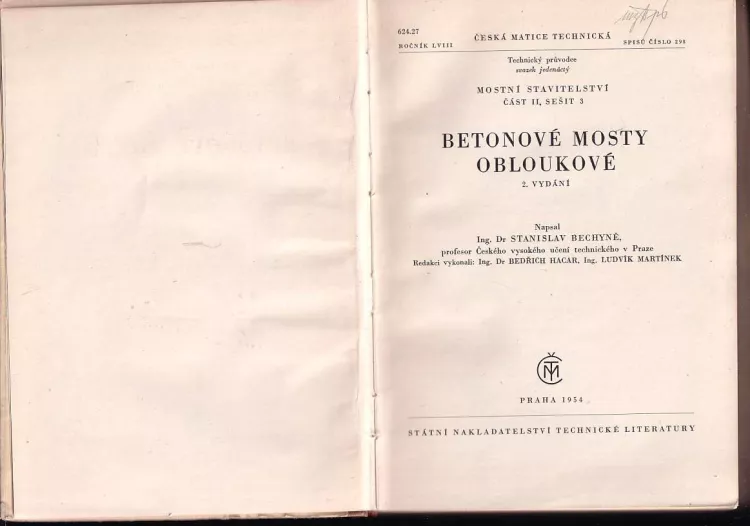 624.27
ROČNÍK LVIII
ČESKÁ MATICE TECHNICKÁ
SPISŮ ČÍSLO 298
Technický průvodce
svazek jedenáctý
MOSTNÍ STAVITELSTVÍ
ČÁST II, SEŠIT 3
BETONOVÉ MOSTY
OBLOUKOVÉ
2. VYDÁNÍ
Napsal
Ing. Dr STANISLAV BECHYNĚ,
profesor Českého vysokého učení technického v Praze
Redakci vykonali: Ing. Dr BEDŘICH HACAR, Ing. LUDVÍK MARTÍNEK
ČMT
PRAHA 1954
STÁTNÍ NAKLADATELSTVÍ TECHNICKÉ LITERATURY